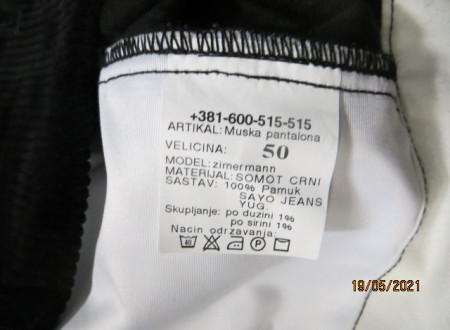 +381-600-515-515
ARTIKAL: Muska pantalona
VELICINA: 50
MODEL: zimermann
MATERIJAL: SOMOT CRNI
SASTAV: 100% Pamuk
SAYO JEANS
YUG.
Skupljanje: po duzini 1%
po sirini 1%
Nacin odrzavanja:
40 P
19/05/2021